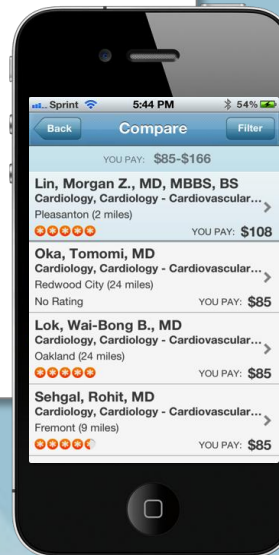 Sprint 5:44 PM 54%
Back Compare Filter
YOU PAY: $85-$166
Lin, Morgan Z., MD, MBBS, BS
Cardiology, Cardiology - Cardiovascular...
Pleasanton (2 miles)
YOU PAY: $108
Oka, Tomomi, MD
Cardiology, Cardiology - Cardiovascular...
Redwood City (24 miles)
No Rating YOU PAY: $85
Lok, Wai-Bong B., MD
Cardiology, Cardiology - Cardiovascular...
Oakland (24 miles)
YOU PAY: $85
Sehgal, Rohit, MD
Cardiology, Cardiology - Cardiovascular...
Fremont (9 miles)
YOU PAY: $85